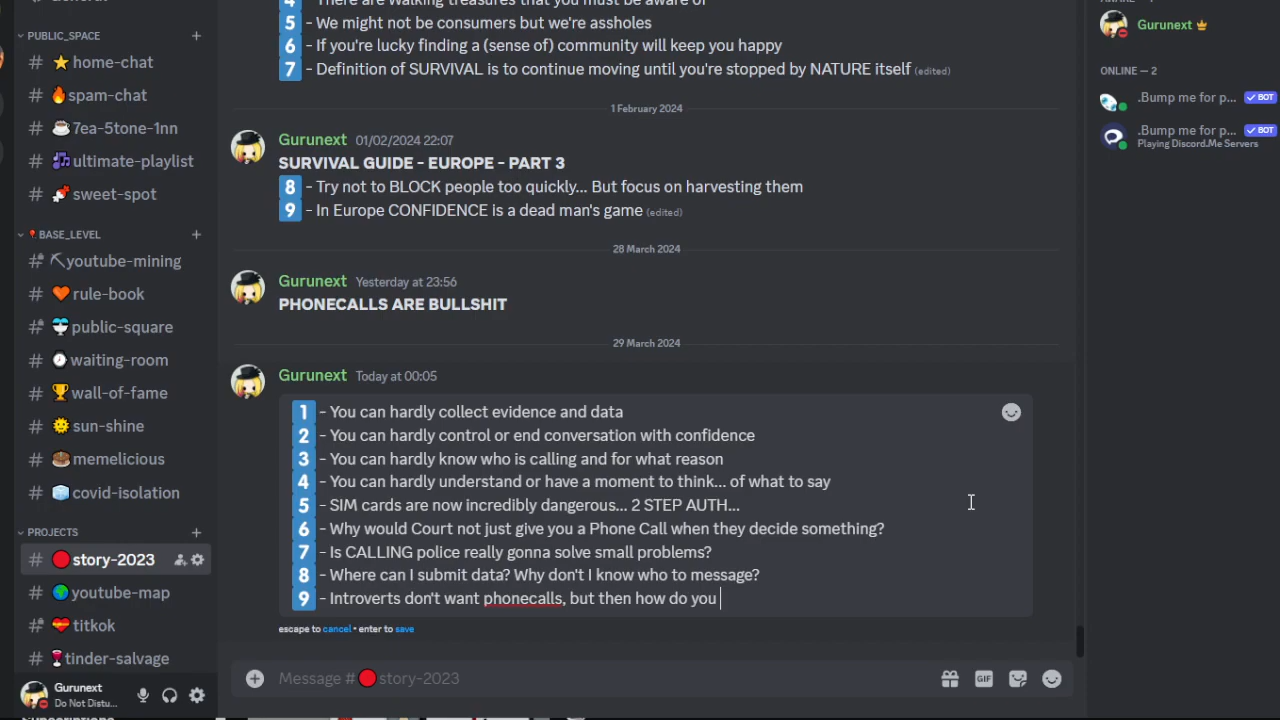 PUBLIC_SPACE
home-chat
spam-chat
7ea-5tone-1nn
ultimate-playlist
sweet-spot
BASE_LEVEL
youtube-mining
rule-book
public-square
waiting-room
wall-of-fame
sun-shine
memelicious
covid-isolation
PROJECTS
story-2023
youtube-map
titkok
tinder-salvage
Gurunext
Do Not Distu...
5 - We might not be consumers but we're assholes
6 - If you're lucky finding a (sense of) community will keep you happy
7 - Definition of SURVIVAL is to continue moving until you're stopped by NATURE itself (edited)
1 February 2024
Gurunext 01/02/2024 22:07
SURVIVAL GUIDE - EUROPE - PART 3
8 - Try not to BLOCK people too quickly... But focus on harvesting them
9 - In Europe CONFIDENCE is a dead man's game (edited)
28 March 2024
Gurunext Yesterday at 23:56
PHONECALLS ARE BULLSHIT
29 March 2024
Gurunext Today at 00:05
1 - You can hardly collect evidence and data
2 - You can hardly control or end conversation with confidence
3 - You can hardly know who is calling and for what reason
4 - You can hardly understand or have a moment to think... of what to say
5 - SIM cards are now incredibly dangerous... 2 STEP AUTH...
6 - Why would Court not just give you a Phone Call when they decide something?
7 - Is CALLING police really gonna solve small problems?
8 - Where can I submit data? Why don't I know who to message?
9 - Introverts don't want phonecalls, but then how do you
escape to cancel • enter to save
Message # story-2023
GIF
Gurunext
ONLINE — 2
.Bump me for p... BOT
.Bump me for p... BOT
Playing Discord.Me Servers